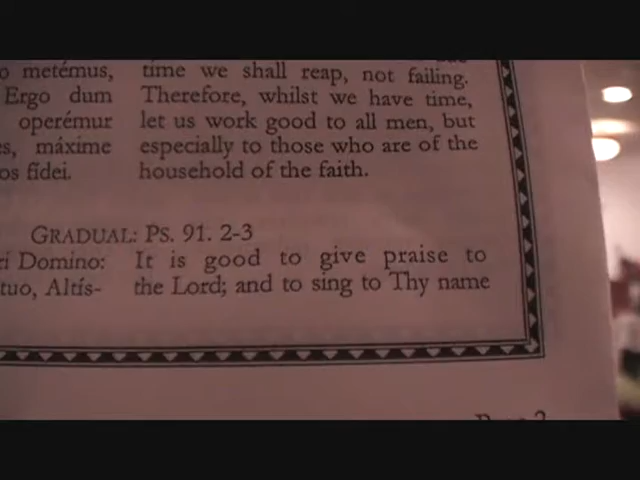 o metémus,
Ergo dum
operémur
es, máxime
os fídei.
time we shall reap, not failing.
Therefore, whilst we have time,
let us work good to all men, but
especially to those who are of the
household of the faith.
GRADUAL: PS. 91. 2-3
ri Domino:
tuo, Altís-
It is good to give praise to
the Lord; and to sing to Thy name